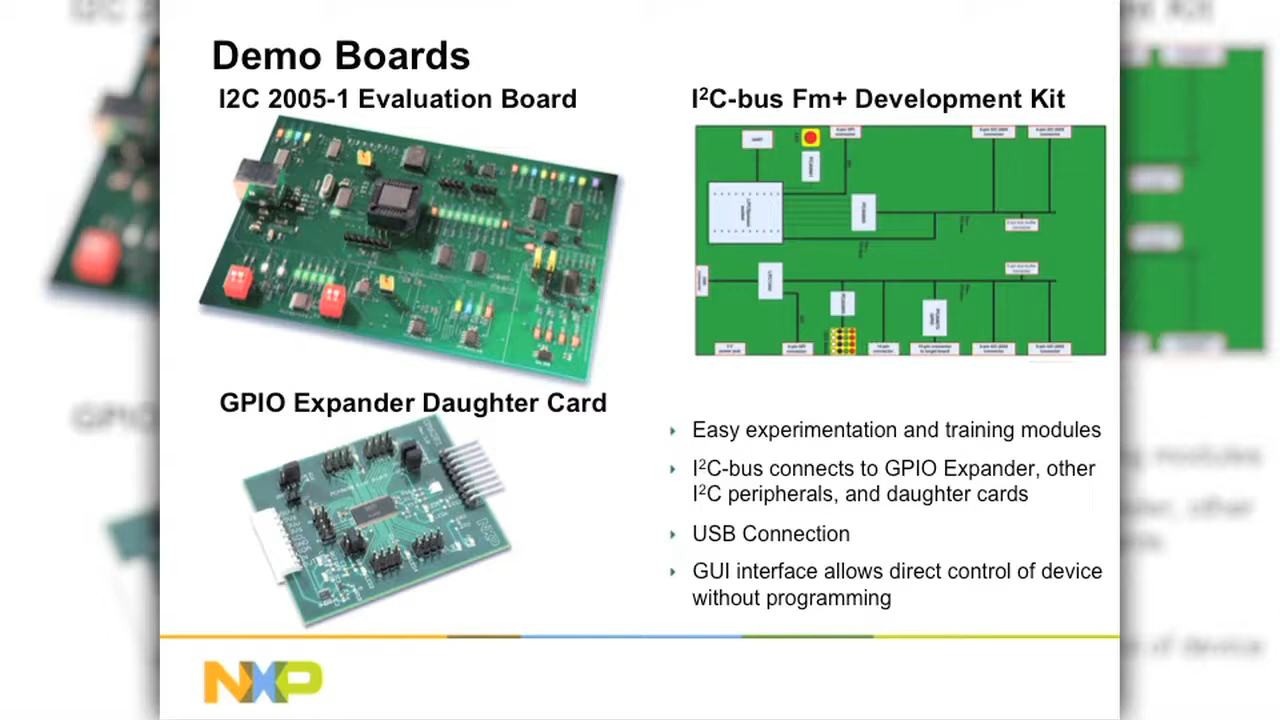 Demo Boards
I2C 2005-1 Evaluation Board
I²C-bus Fm+ Development Kit
GPIO Expander Daughter Card
Easy experimentation and training modules
I²C-bus connects to GPIO Expander, other
I²C peripherals, and daughter cards
USB Connection
GUI interface allows direct control of device
without programming
NXP